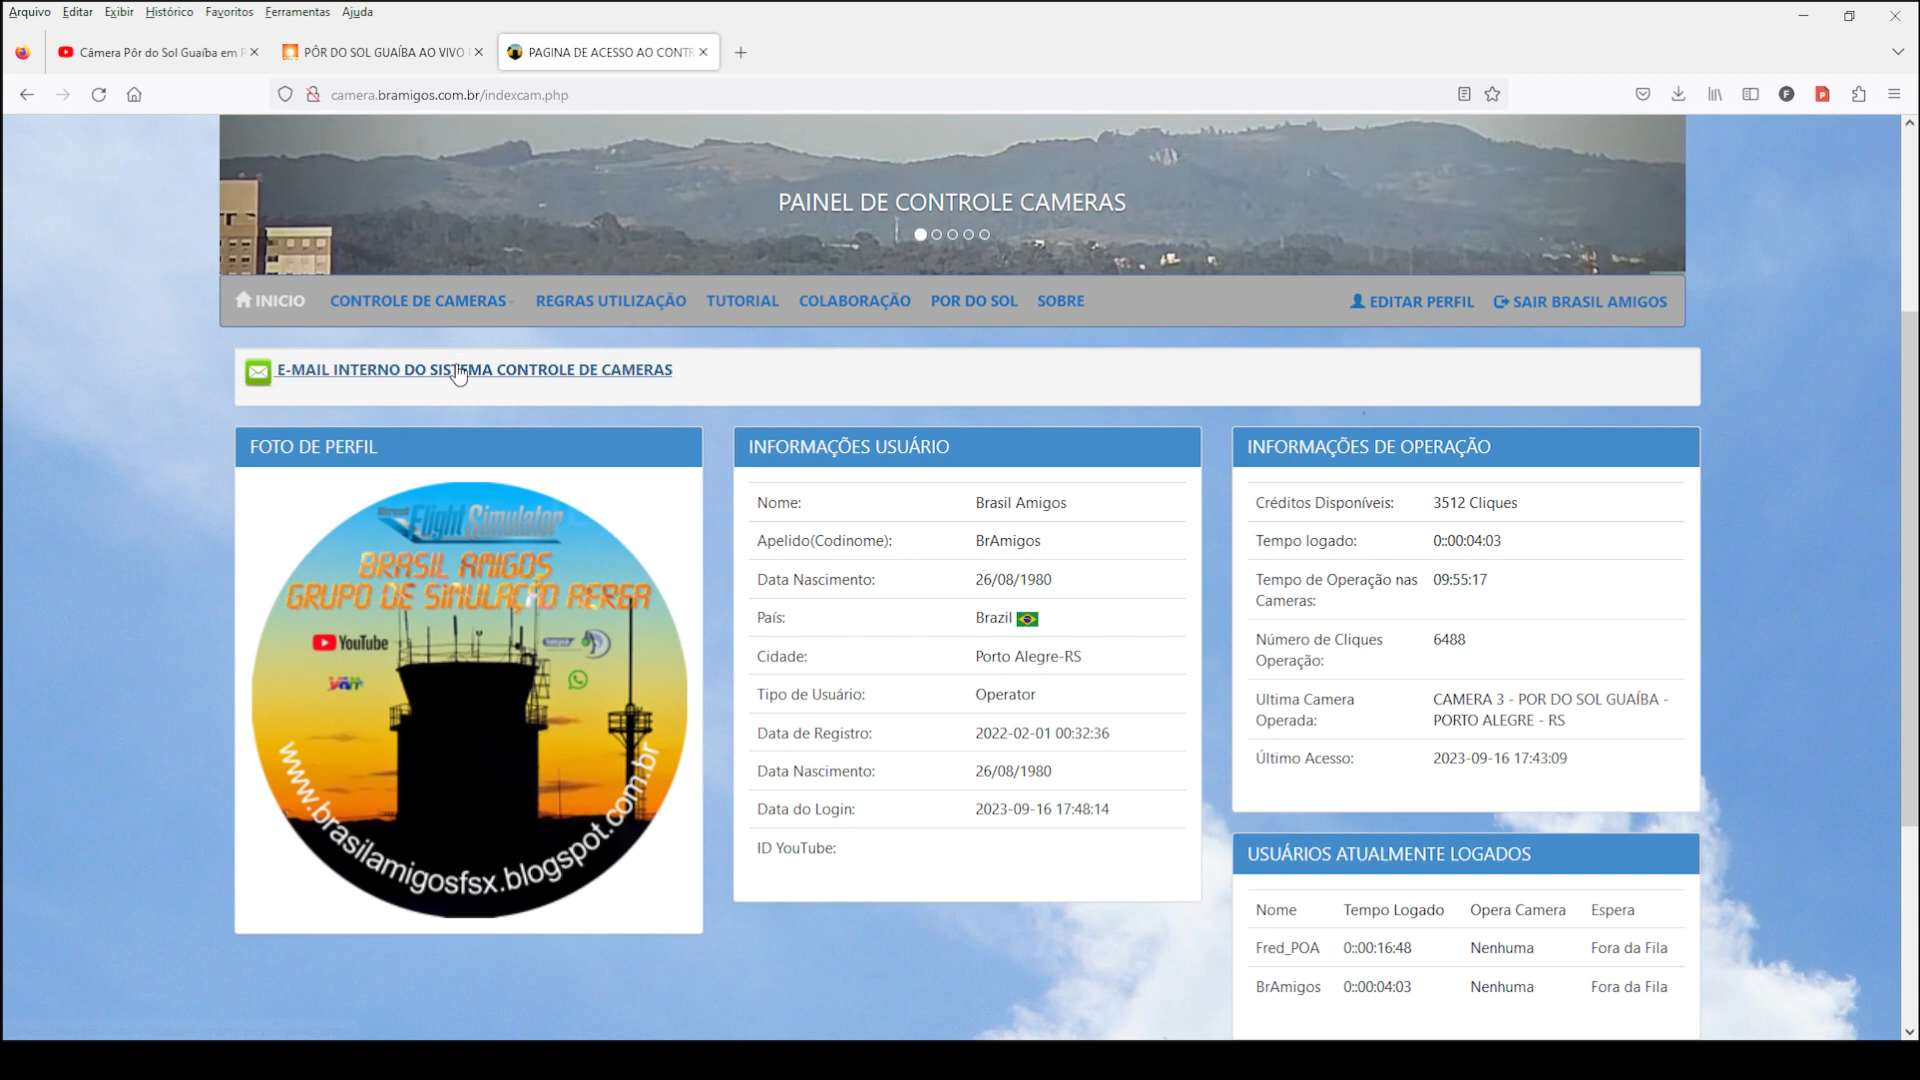 Arquivo Editar Exibir Histórico Favoritos Ferramentas Ajuda
Câmera Pôr do Sol Guaíba em P
PÔR DO SOL GUAÍBA AO VIVO
PAGINA DE ACESSO AO CONTR
camera.bramigos.com.br/indexcam.php
PAINEL DE CONTROLE CAMERAS
INICIO CONTROLE DE CAMERAS REGRAS UTILIZAÇÃO TUTORIAL COLABORAÇÃO POR DO SOL SOBRE EDITAR PERFIL SAIR BRASIL AMIGOS
E-MAIL INTERNO DO SISTEMA CONTROLE DE CAMERAS
FOTO DE PERFIL
Microsoft
Flight Simulator
BRASIL AMIGOS
GRUPO DE SIMULAÇÃO AEREA
YouTube
www.brasilamigosfsx.blogspot.com.br
INFORMAÇÕES USUÁRIO
Nome: Brasil Amigos
Apelido(Codinome): BrAmigos
Data Nascimento: 26/08/1980
País: Brazil
Cidade: Porto Alegre-RS
Tipo de Usuário: Operator
Data de Registro: 2022-02-01 00:32:36
Data Nascimento: 26/08/1980
Data do Login: 2023-09-16 17:48:14
ID YouTube:
INFORMAÇÕES DE OPERAÇÃO
Créditos Disponíveis: 3512 Cliques
Tempo logado: 0::00:04:03
Tempo de Operação nas 09:55:17
Cameras:
Número de Cliques 6488
Operação:
Ultima Camera CAMERA 3 - POR DO SOL GUAÍBA -
Operada: PORTO ALEGRE - RS
Último Acesso: 2023-09-16 17:43:09
USUÁRIOS ATUALMENTE LOGADOS
Nome Tempo Logado Opera Camera Espera
Fred_POA 0::00:16:48 Nenhuma Fora da Fila
BrAmigos 0::00:04:03 Nenhuma Fora da Fila